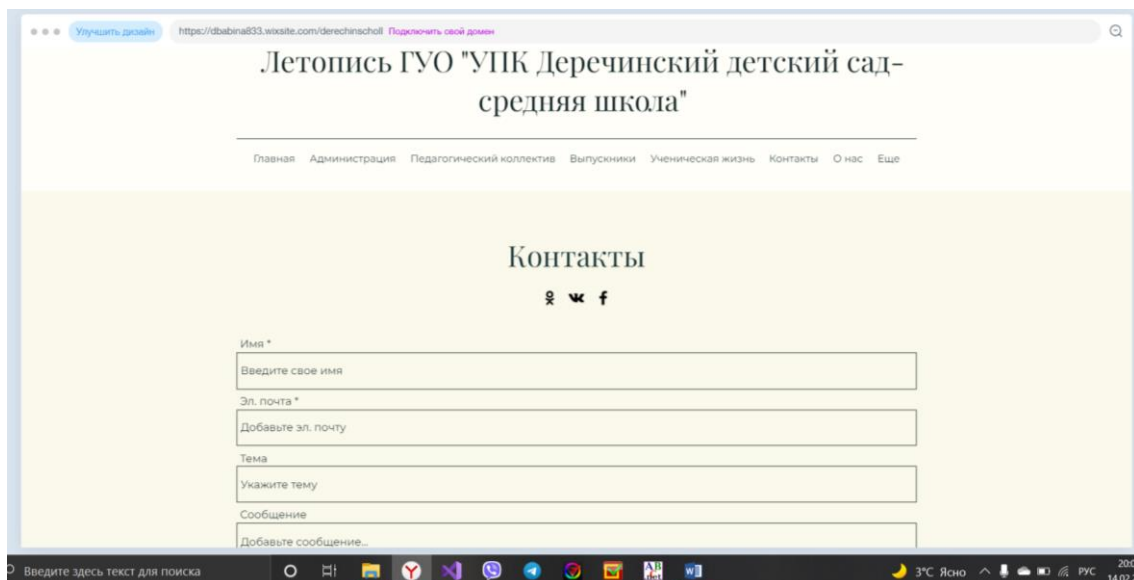 Улучшить дизайн https://dbabina833.wixsite.com/derechinscholl Подключить свой домен
Летопись ГУО "УПК Деречинский детский сад-
средняя школа"
Главная Администрация Педагогический коллектив Выпускники Ученическая жизнь Контакты О нас Еще
Контакты
Имя *
Введите свое имя
Эл. почта *
Добавьте эл. почту
Тема
Укажите тему
Сообщение
Добавьте сообщение...
Введите здесь текст для поиска 3°C Ясно РУС